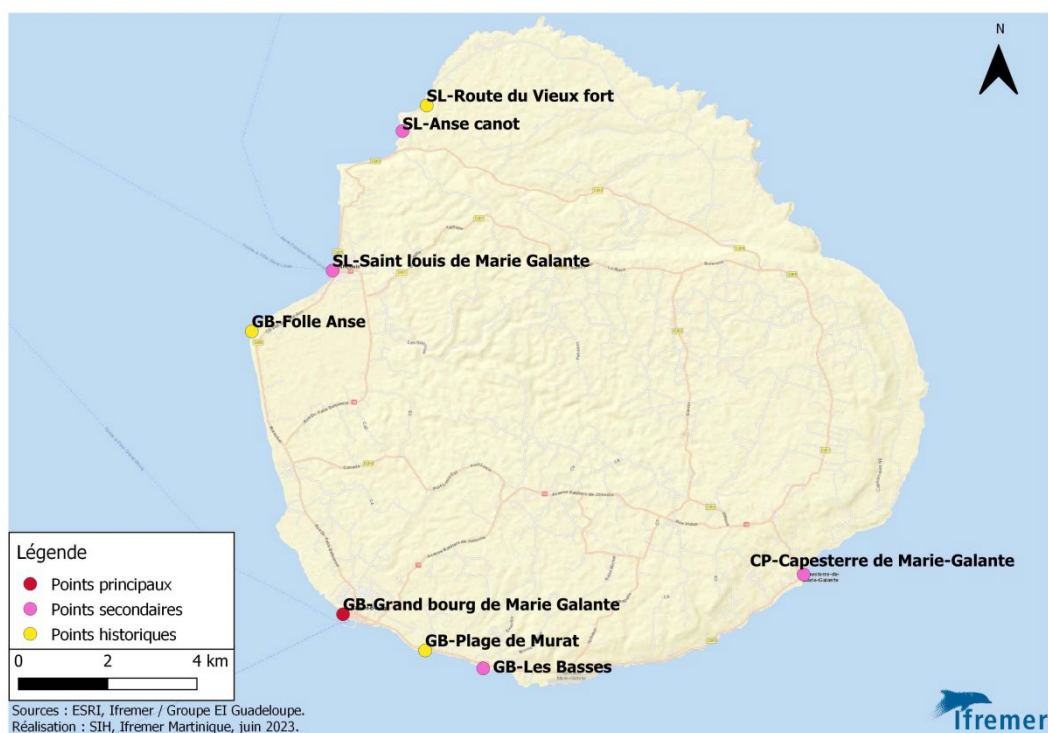 N
SL-Route du Vieux fort
SL-Anse canot
SL-Saint louis de Marie Galante
GB-Folle Anse
CP-Capesterre de Marie-Galante
GB-Grand bourg de Marie Galante
GB-Plage de Murat
GB-Les Basses
Légende
Points principaux
Points secondaires
Points historiques
0 2 4 km
Sources : ESRI, Ifremer / Groupe EI Guadeloupe.
Réalisation : SIH, Ifremer Martinique, juin 2023.
Ifremer